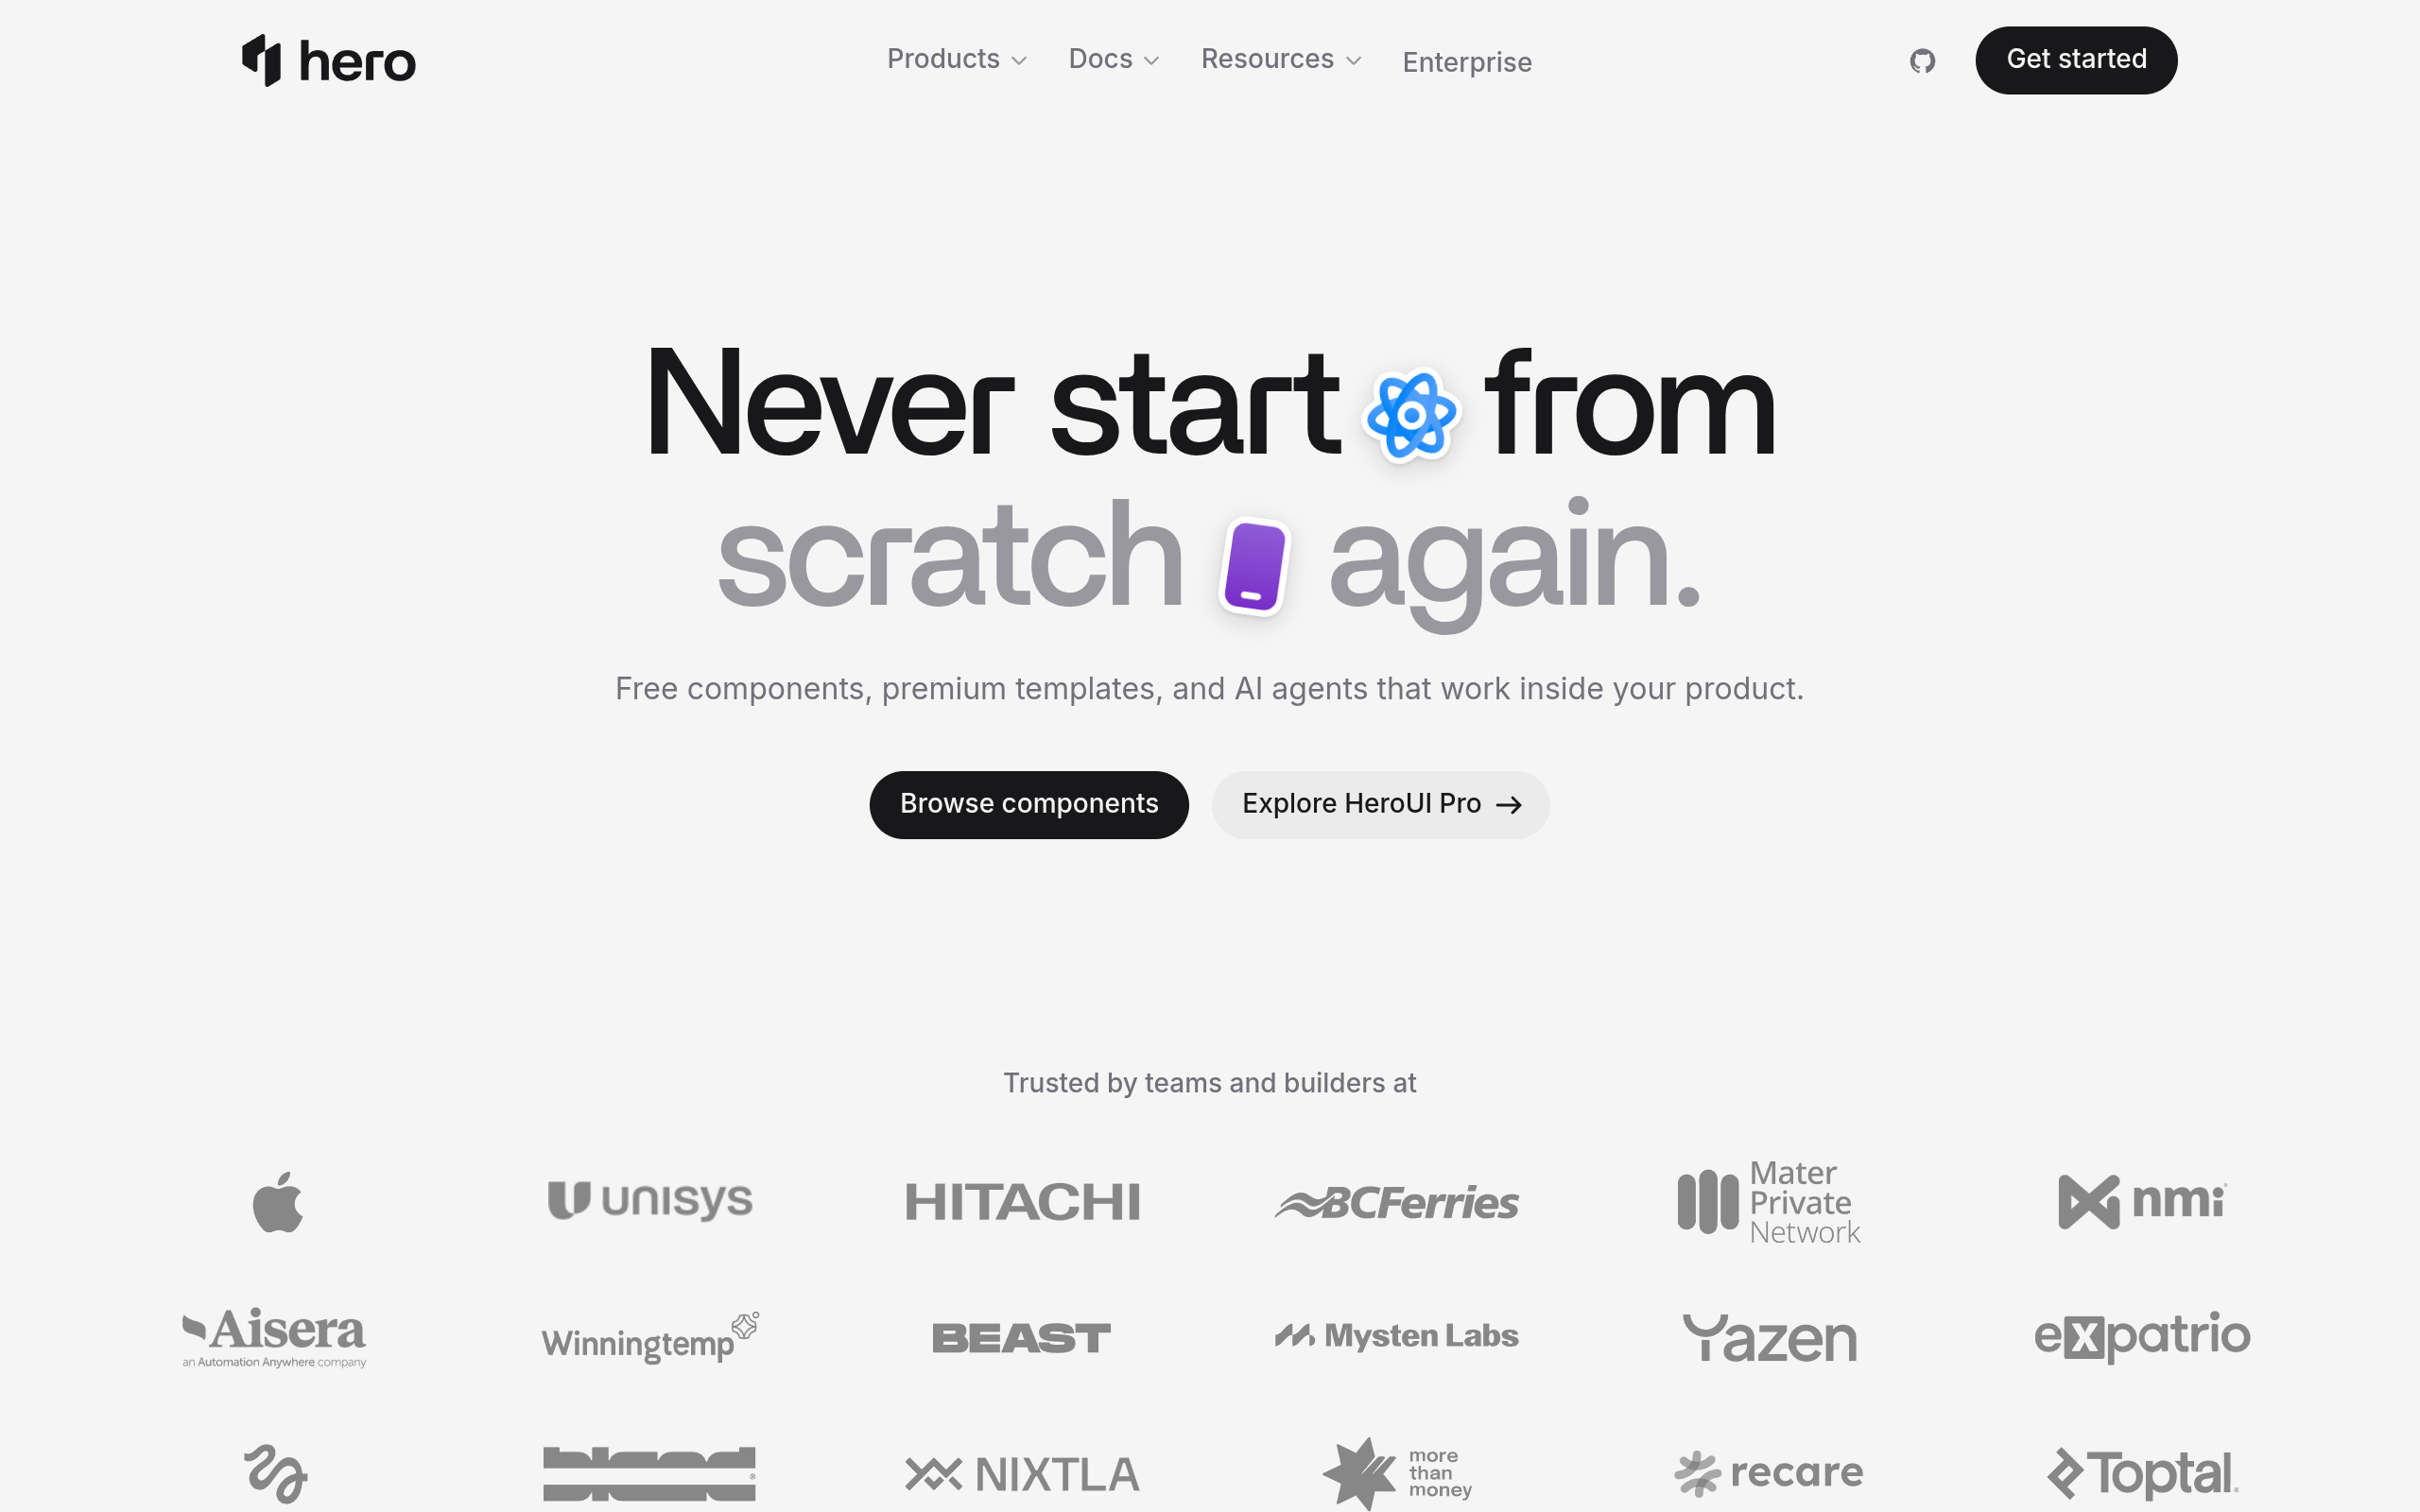 hero
Products Docs Resources Enterprise
Get started
Never start from
scratch again.
Free components, premium templates, and AI agents that work inside your product.
Browse components
Explore HeroUI Pro →
Trusted by teams and builders at
UNISYS
HITACHI
BCFerries
Mater
Private
Network
nmi
Aisera
an Automation Anywhere company
Winningtemp
BEAST
Mysten Labs
Yazen
expatrio
NIXTLA
more
than
money
recare
Toptal